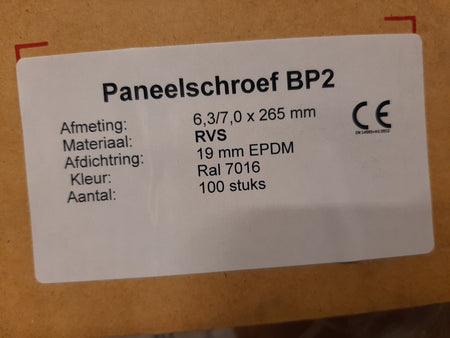 Paneelschroef BP2
Afmeting: 6,3/7,0 x 265 mm
Materiaal: RVS
Afdichtring: 19 mm EPDM
Kleur: Ral 7016
Aantal: 100 stuks
CE